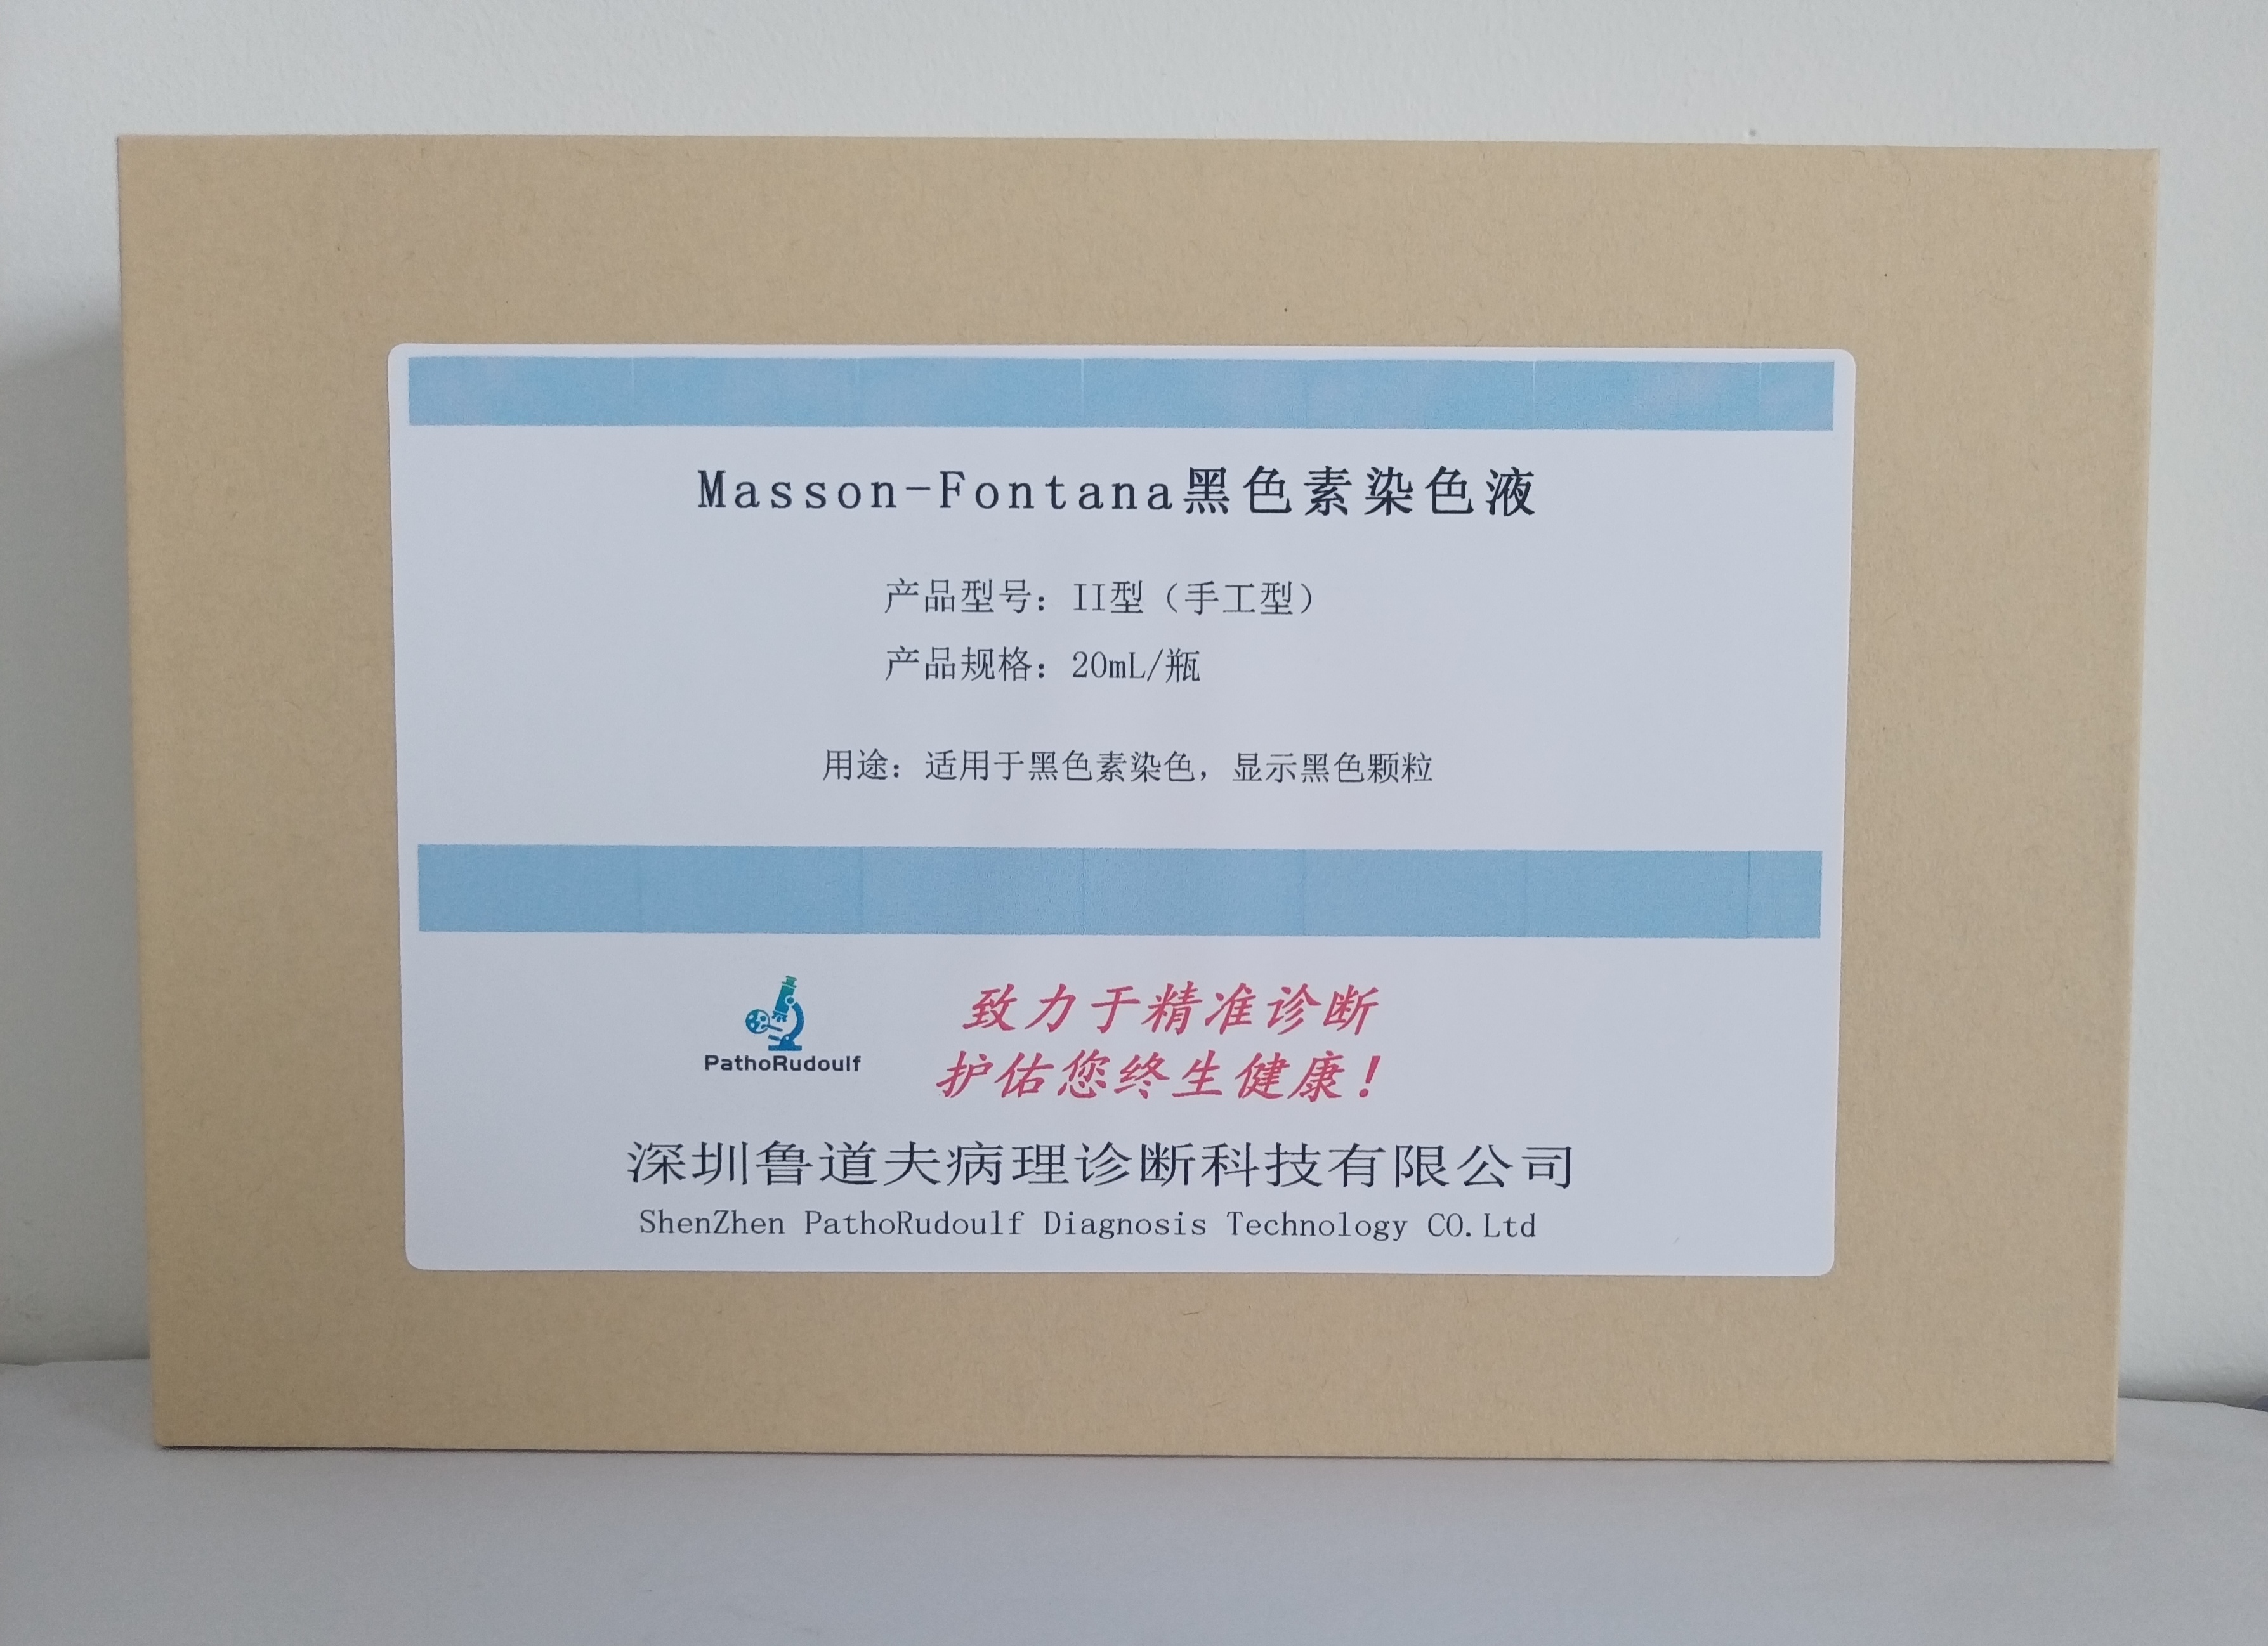 Masson-Fontana黑色素染色液
产品型号：II型（手工型）
产品规格：20mL/瓶
用途：适用于黑色素染色，显示黑色颗粒
PathoRudoulf
致力于精准诊断
护佑您终生健康！
深圳鲁道夫病理诊断科技有限公司
ShenZhen PathoRudoulf Diagnosis Technology CO.Ltd